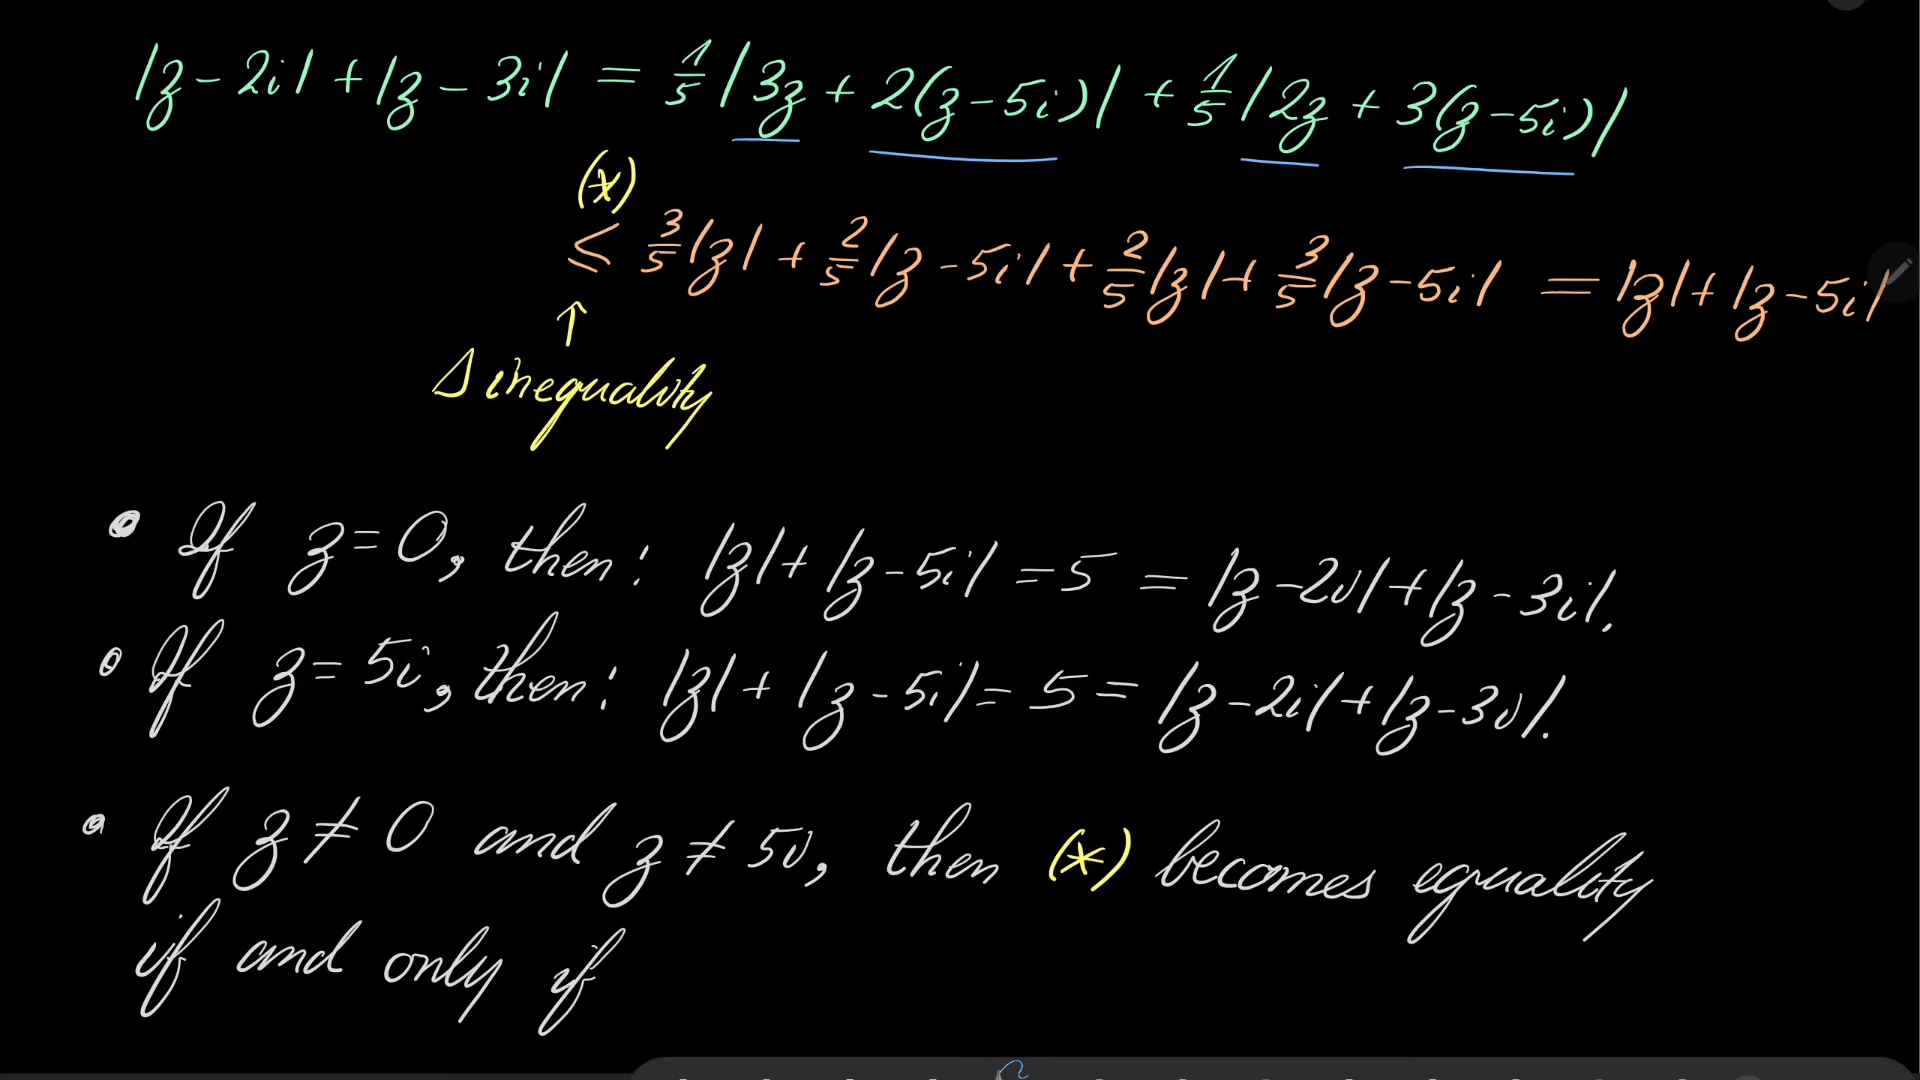 |z - 2i| + |z - 3i| = 1/5 |3z + 2(z - 5i)| + 1/5 |2z + 3(z - 5i)|
(*)
≤ 3/5 |z| + 2/5 |z - 5i| + 2/5 |z| + 3/5 |z - 5i| = |z| + |z - 5i|
↑
Δ inequality
• If z = 0, then: |z| + |z - 5i| = 5 = |z - 2i| + |z - 3i|.
• If z = 5i, then: |z| + |z - 5i| = 5 = |z - 2i| + |z - 3i|.
• If z ≠ 0 and z ≠ 5i, then (*) becomes equality
if and only if